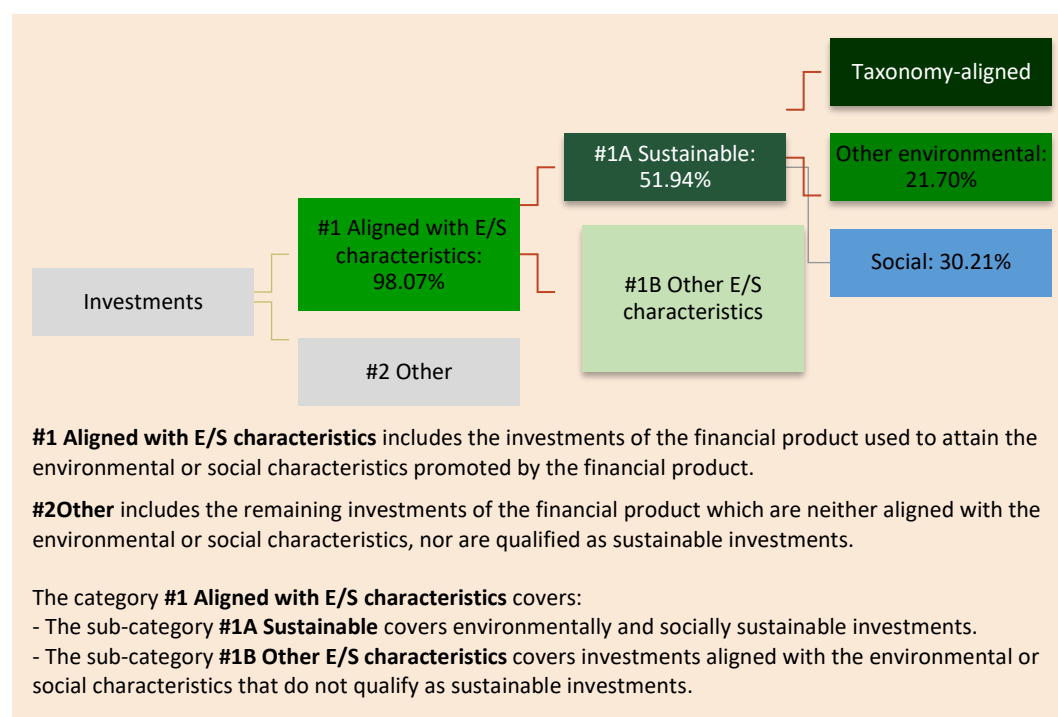 Taxonomy-aligned
#1A Sustainable:
51.94%
Other environmental:
21.70%
#1 Aligned with E/S
characteristics:
98.07%
Social: 30.21%
#1B Other E/S
characteristics
Investments
#2 Other
#1 Aligned with E/S characteristics includes the investments of the financial product used to attain the
environmental or social characteristics promoted by the financial product.
#2Other includes the remaining investments of the financial product which are neither aligned with the
environmental or social characteristics, nor are qualified as sustainable investments.
The category #1 Aligned with E/S characteristics covers:
- The sub-category #1A Sustainable covers environmentally and socially sustainable investments.
- The sub-category #1B Other E/S characteristics covers investments aligned with the environmental or
social characteristics that do not qualify as sustainable investments.